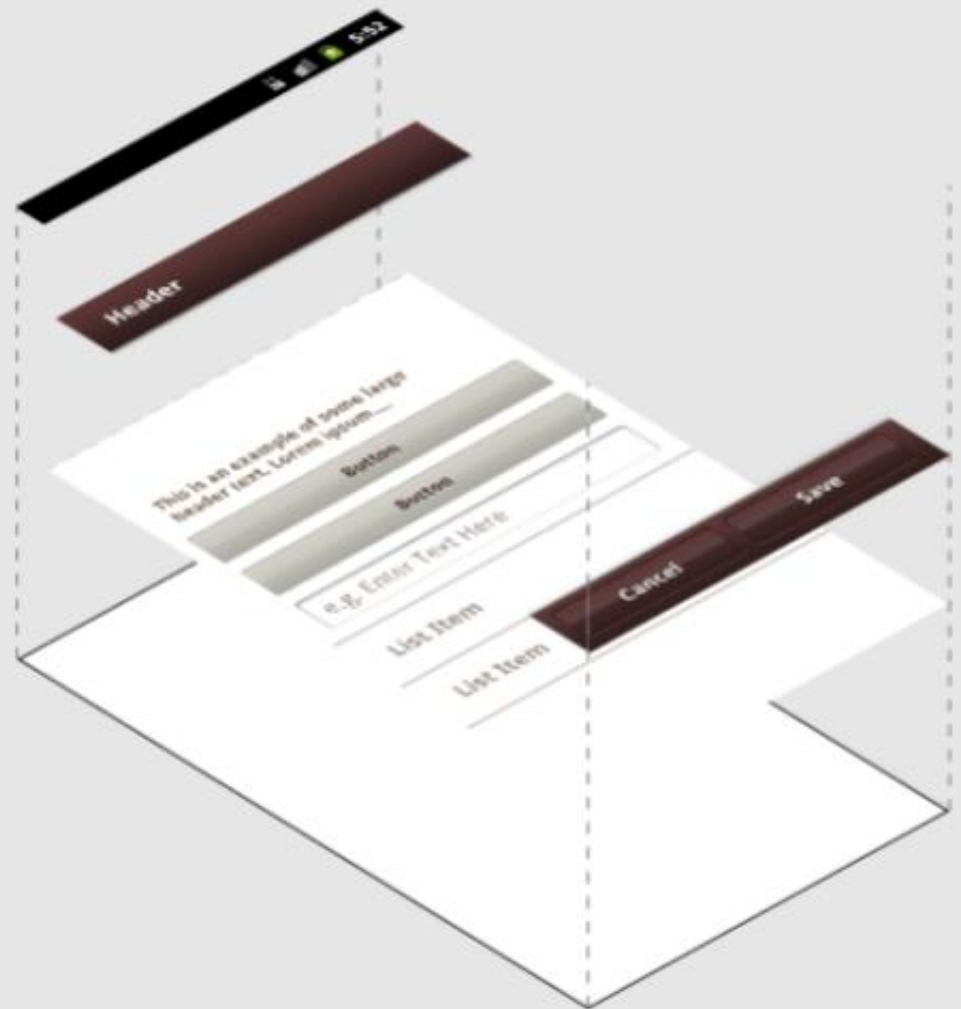 5:52
Header
This is an example of some large
header text. Lorem ipsum....
Button
Button
e.g. Enter Text Here
List Item
List Item
Cancel
Save